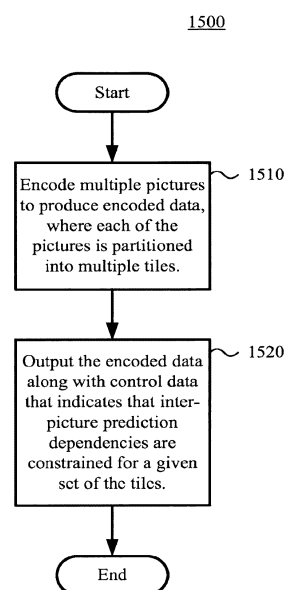 1500
Start
Encode multiple pictures
to produce encoded data,
where each of the
pictures is partitioned
into multiple tiles.
1510
Output the encoded data
along with control data
that indicates that inter-
picture prediction
dependencies are
constrained for a given
set of the tiles.
1520
End